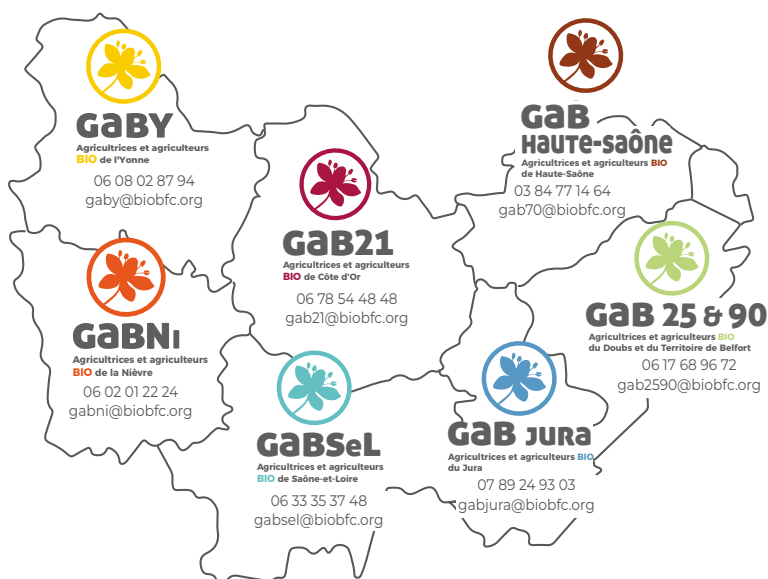 GaBY
Agricultrices et agriculteurs
BIO de l'Yonne
06 08 02 87 94
gaby@biobfc.org
GaB
HauTe-saône
Agricultrices et agriculteurs BIO
de Haute-Saône
03 84 77 14 64
gab70@biobfc.org
GaB21
Agricultrices et agriculteurs
BIO de Côte d'Or
06 78 54 48 48
gab21@biobfc.org
GaBNi
Agricultrices et agriculteurs
BIO de la Nièvre
06 02 01 22 24
gabni@biobfc.org
GaB 25 & 90
Agricultrices et agriculteurs BIO
du Doubs et du Territoire de Belfort
06 17 68 96 72
gab2590@biobfc.org
GaBSeL
Agricultrices et agriculteurs
BIO de Saône-et-Loire
06 33 35 37 48
gabsel@biobfc.org
GaB JURa
Agricultrices et agriculteurs BIO
du Jura
07 89 24 93 03
gabjura@biobfc.org